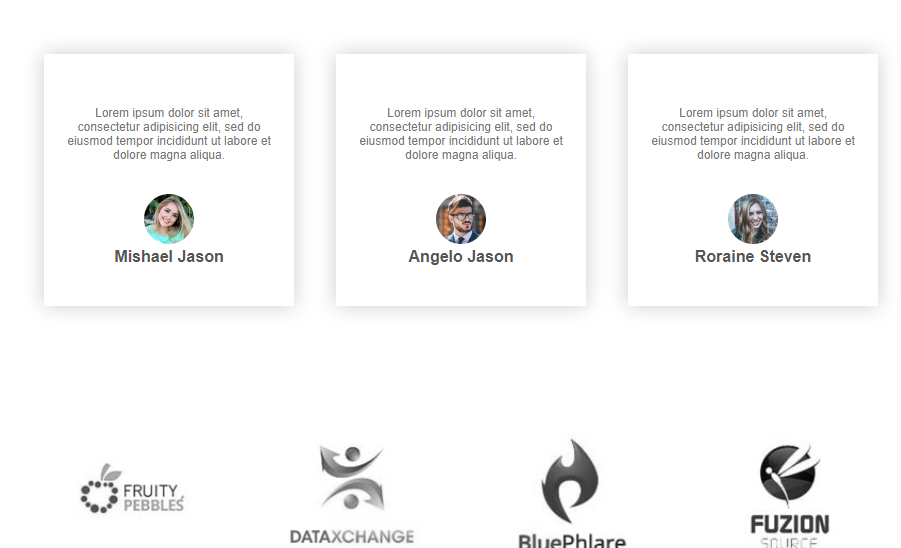 Lorem ipsum dolor sit amet,
consectetur adipisicing elit, sed do
eiusmod tempor incididunt ut labore et
dolore magna aliqua.
Mishael Jason
Lorem ipsum dolor sit amet,
consectetur adipisicing elit, sed do
eiusmod tempor incididunt ut labore et
dolore magna aliqua.
Angelo Jason
Lorem ipsum dolor sit amet,
consectetur adipisicing elit, sed do
eiusmod tempor incididunt ut labore et
dolore magna aliqua.
Roraine Steven
FRUITY
PEBBLES
DATAXCHANGE
BluePhlare
FUZION
SOURCE